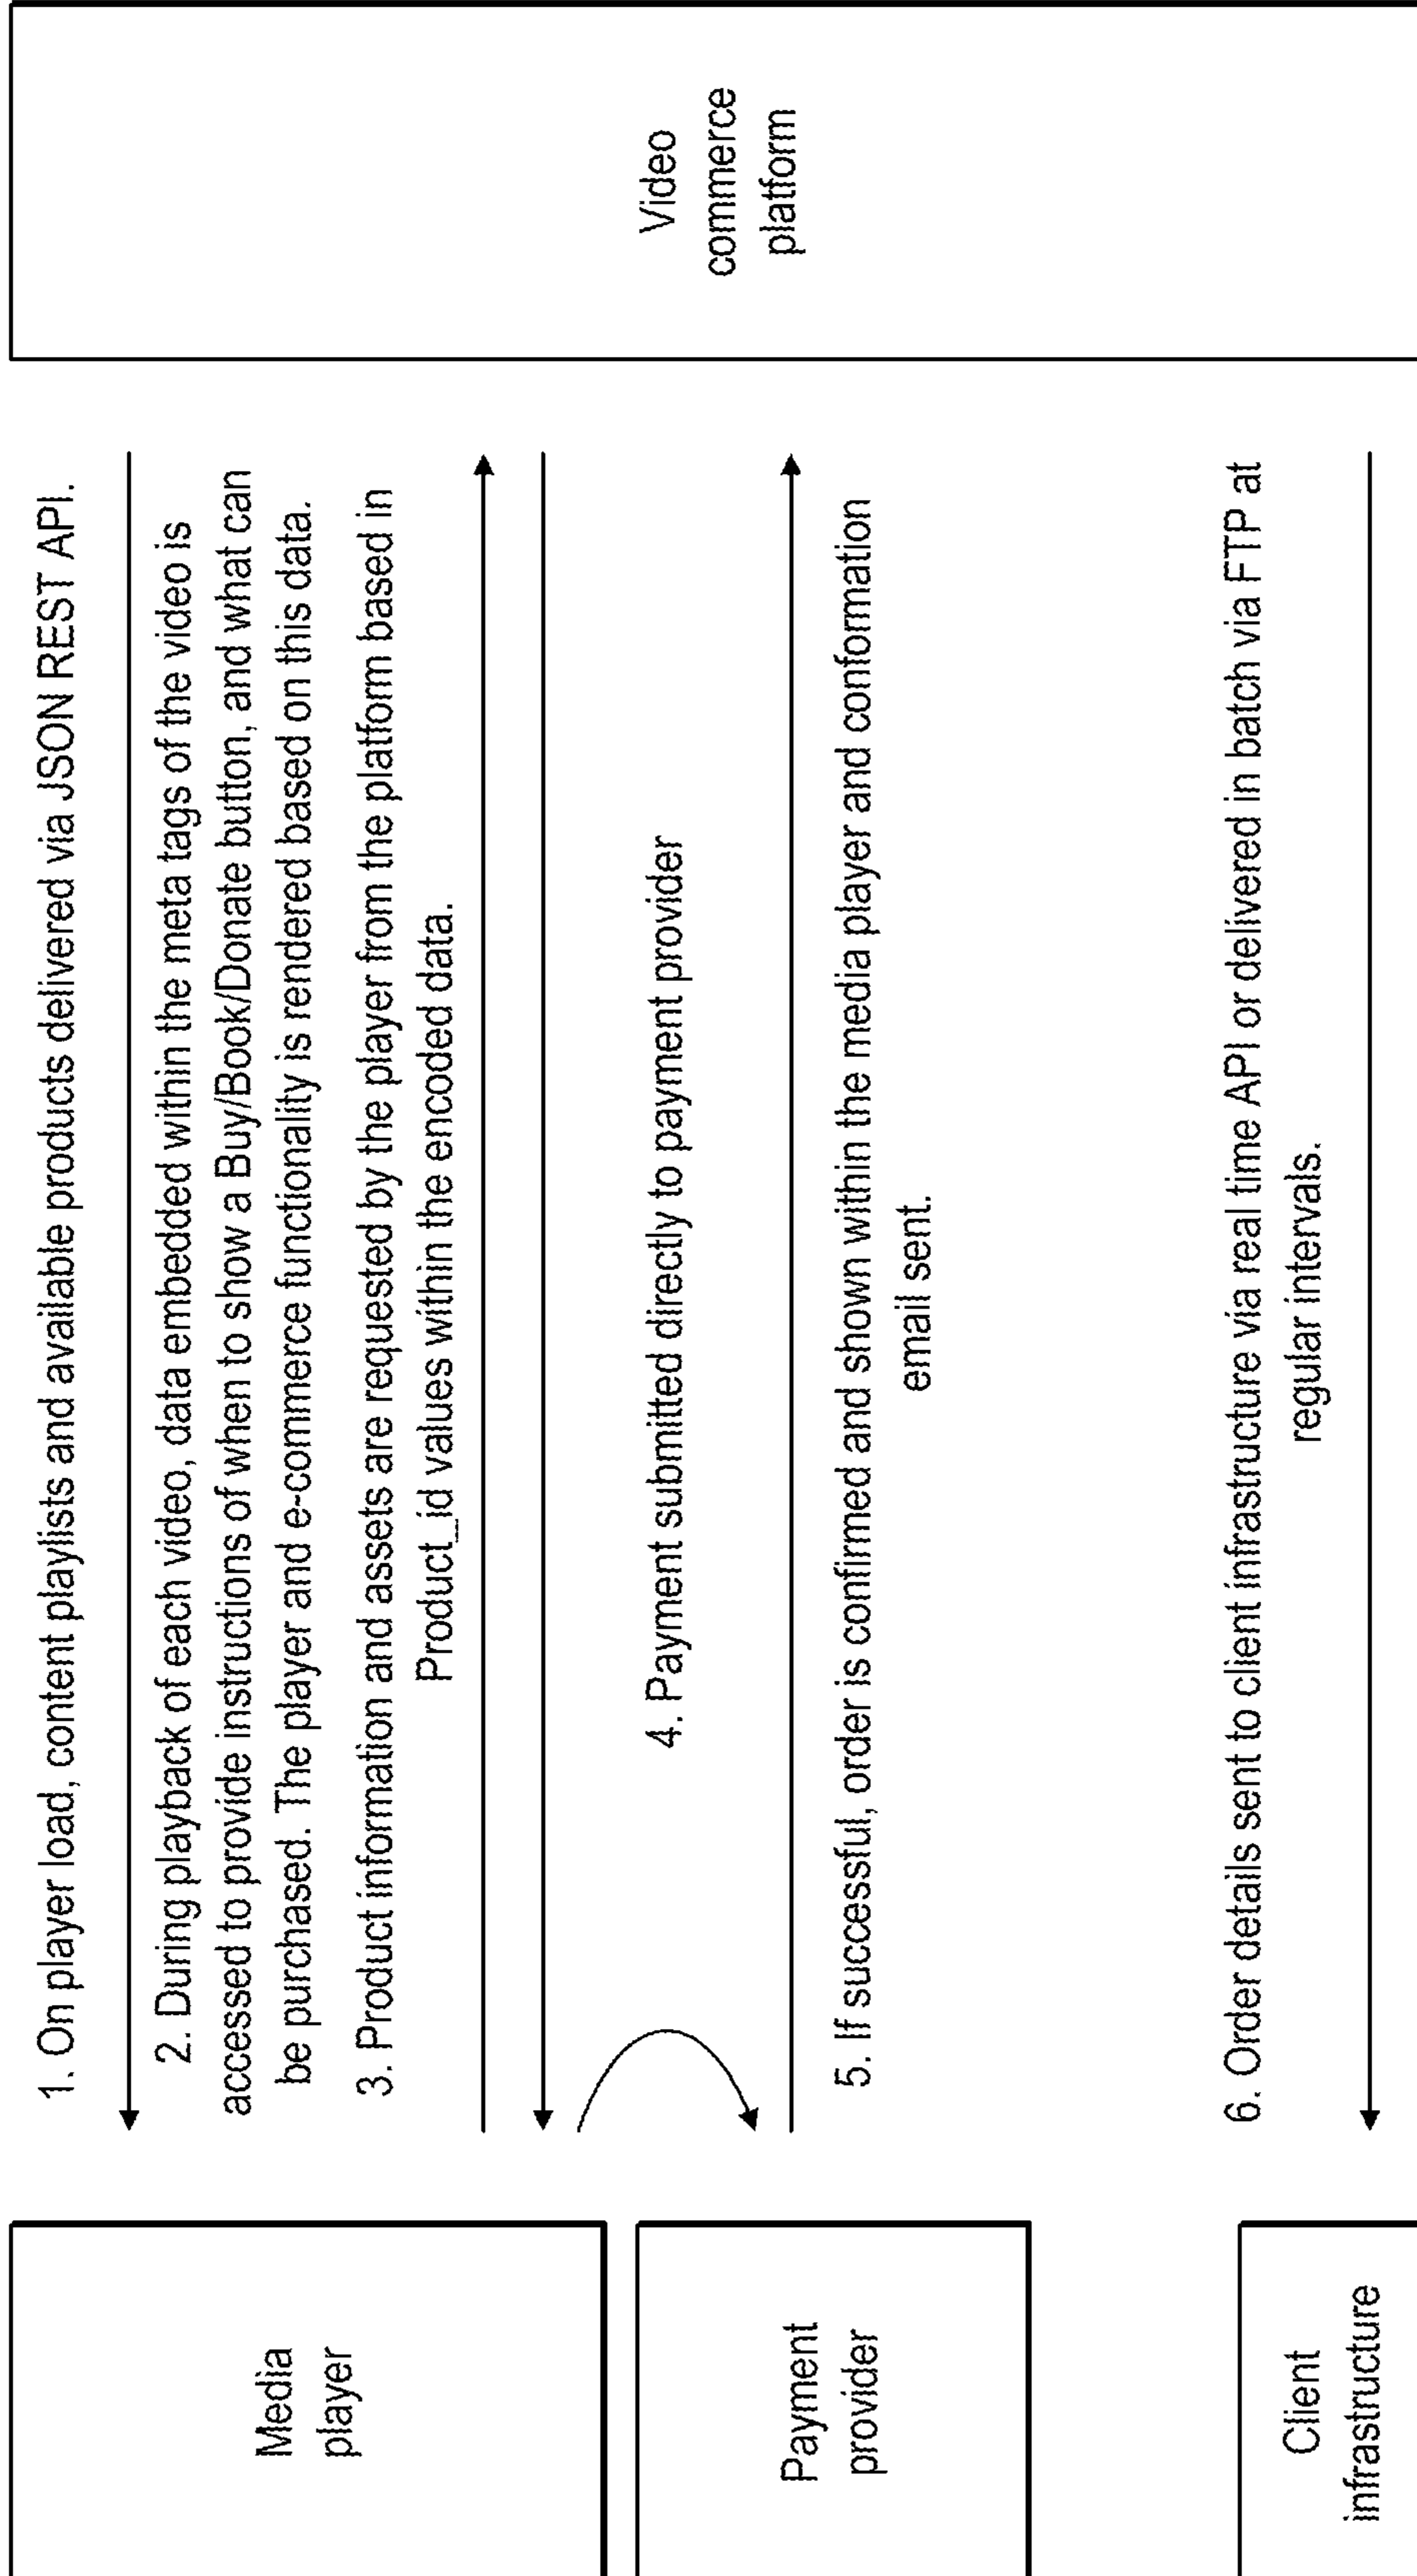 Media
player
Payment
provider
Client
infrastructure
1. On player load, content playlists and available products delivered via JSON REST API.
2. During playback of each video, data embedded within the meta tags of the video is
accessed to provide instructions of when to show a Buy/Book/Donate button, and what can
be purchased. The player and e-commerce functionality is rendered based on this data.
3. Product information and assets are requested by the player from the platform based in
Product_id values within the encoded data.
4. Payment submitted directly to payment provider
5. If successful, order is confirmed and shown within the media player and conformation
email sent.
6. Order details sent to client infrastructure via real time API or delivered in batch via FTP at
regular intervals.
Video
commerce
platform